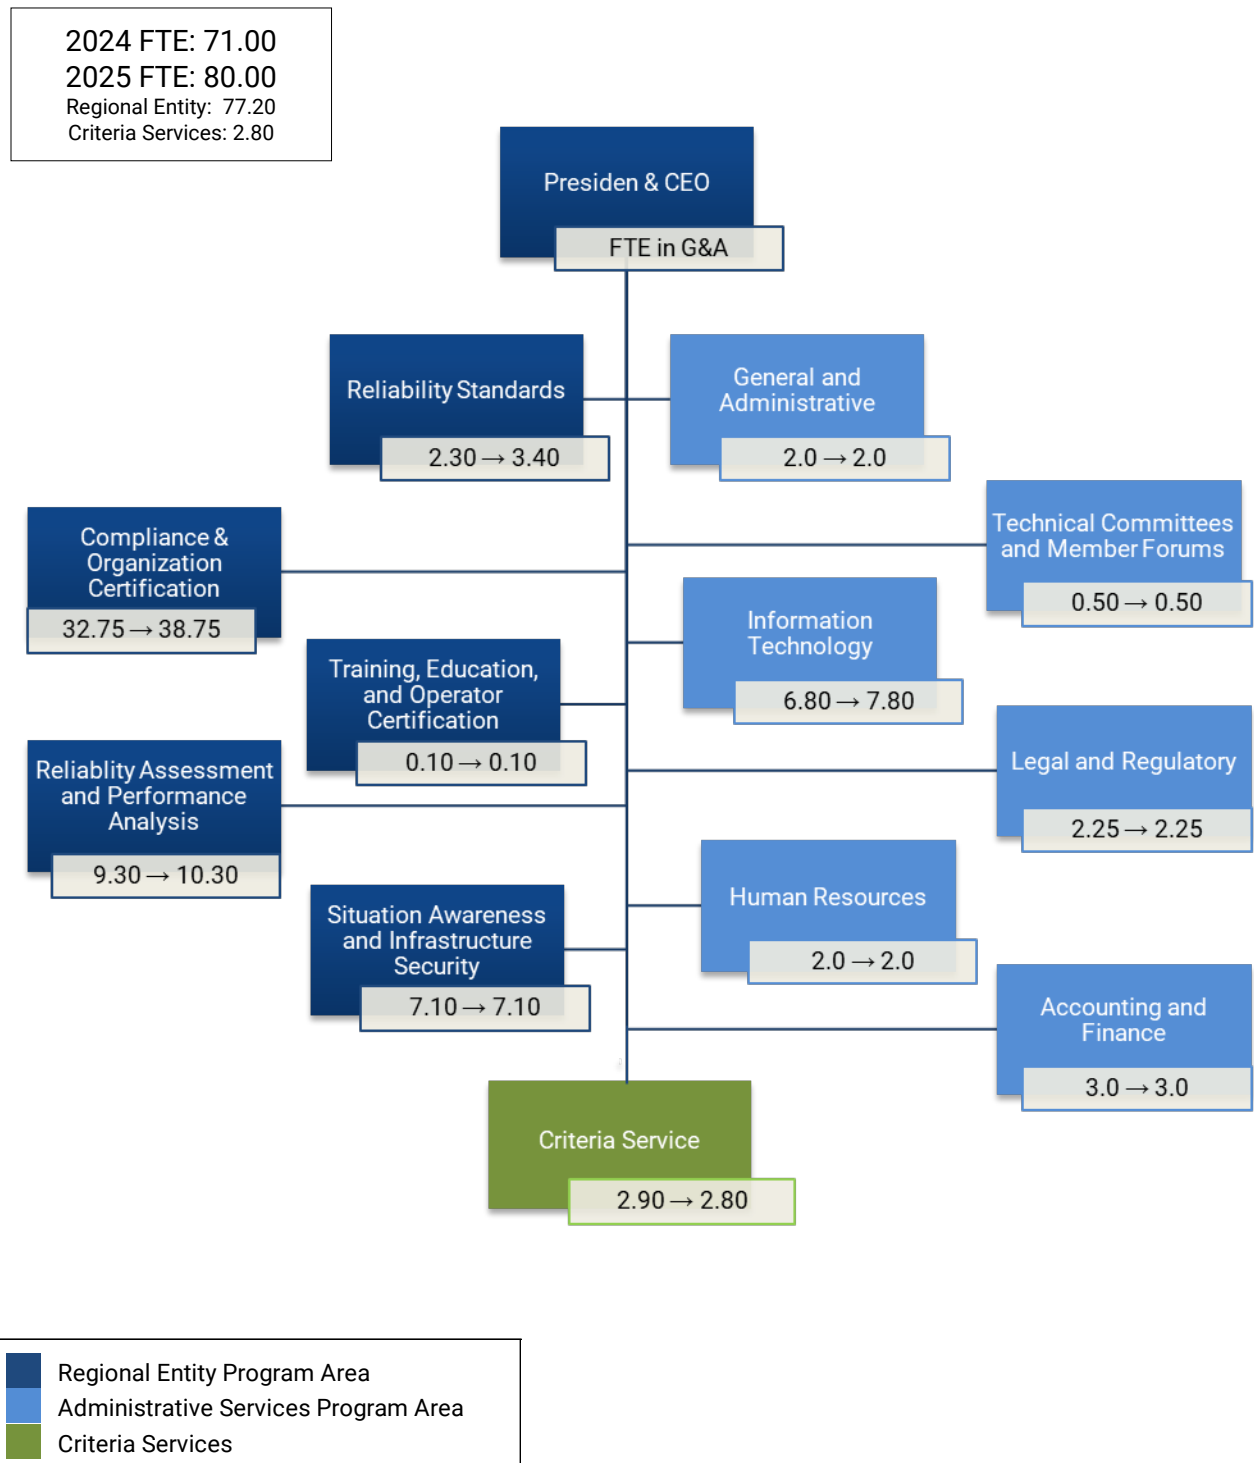 2024 FTE: 71.00
2025 FTE: 80.00
Regional Entity: 77.20
Criteria Services: 2.80
Presiden & CEO
FTE in G&A
Reliability Standards
2.30 → 3.40
General and
Administrative
2.0 → 2.0
Compliance &
Organization
Certification
32.75 → 38.75
Technical Committees
and Member Forums
0.50 → 0.50
Information
Technology
6.80 → 7.80
Training, Education,
and Operator
Certification
0.10 → 0.10
Reliablity Assessment
and Performance
Analysis
9.30 → 10.30
Legal and Regulatory
2.25 → 2.25
Human Resources
2.0 → 2.0
Situation Awareness
and Infrastructure
Security
7.10 → 7.10
Accounting and
Finance
3.0 → 3.0
Criteria Service
2.90 → 2.80
Regional Entity Program Area
Administrative Services Program Area
Criteria Services